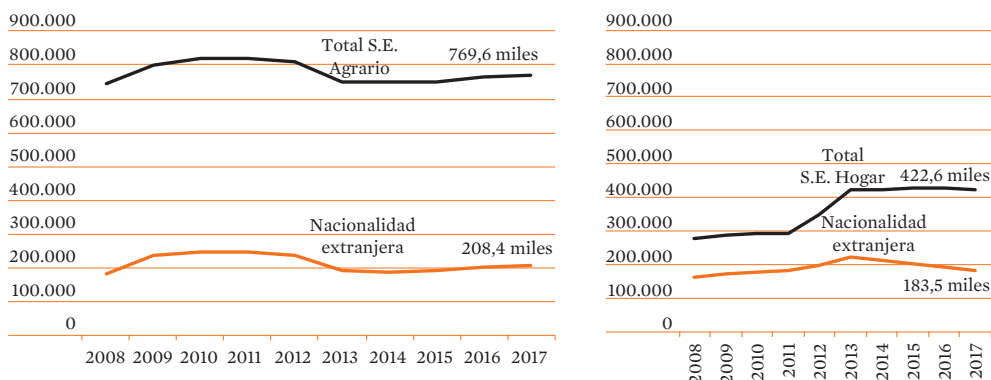 900.000
800.000
700.000
600.000
500.000
400.000
300.000
200.000
100.000
0
Total S.E.
Agrario
769,6 miles
Nacionalidad
extranjera
208,4 miles
2008 2009 2010 2011 2012 2013 2014 2015 2016 2017
900.000
800.000
700.000
600.000
500.000
400.000
300.000
200.000
100.000
0
Total
S.E. Hogar
422,6 miles
Nacionalidad
extranjera
183,5 miles
2008
2009
2010
2011
2012
2013
2014
2015
2016
2017